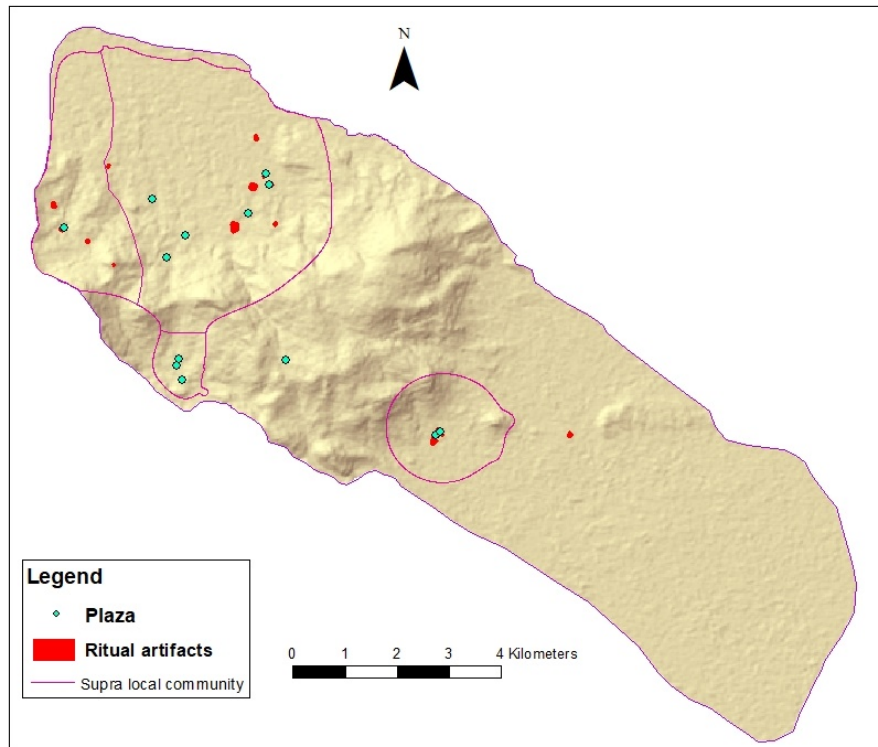 N
Legend
Plaza
Ritual artifacts
Supra local community
0 1 2 3 4 Kilometers